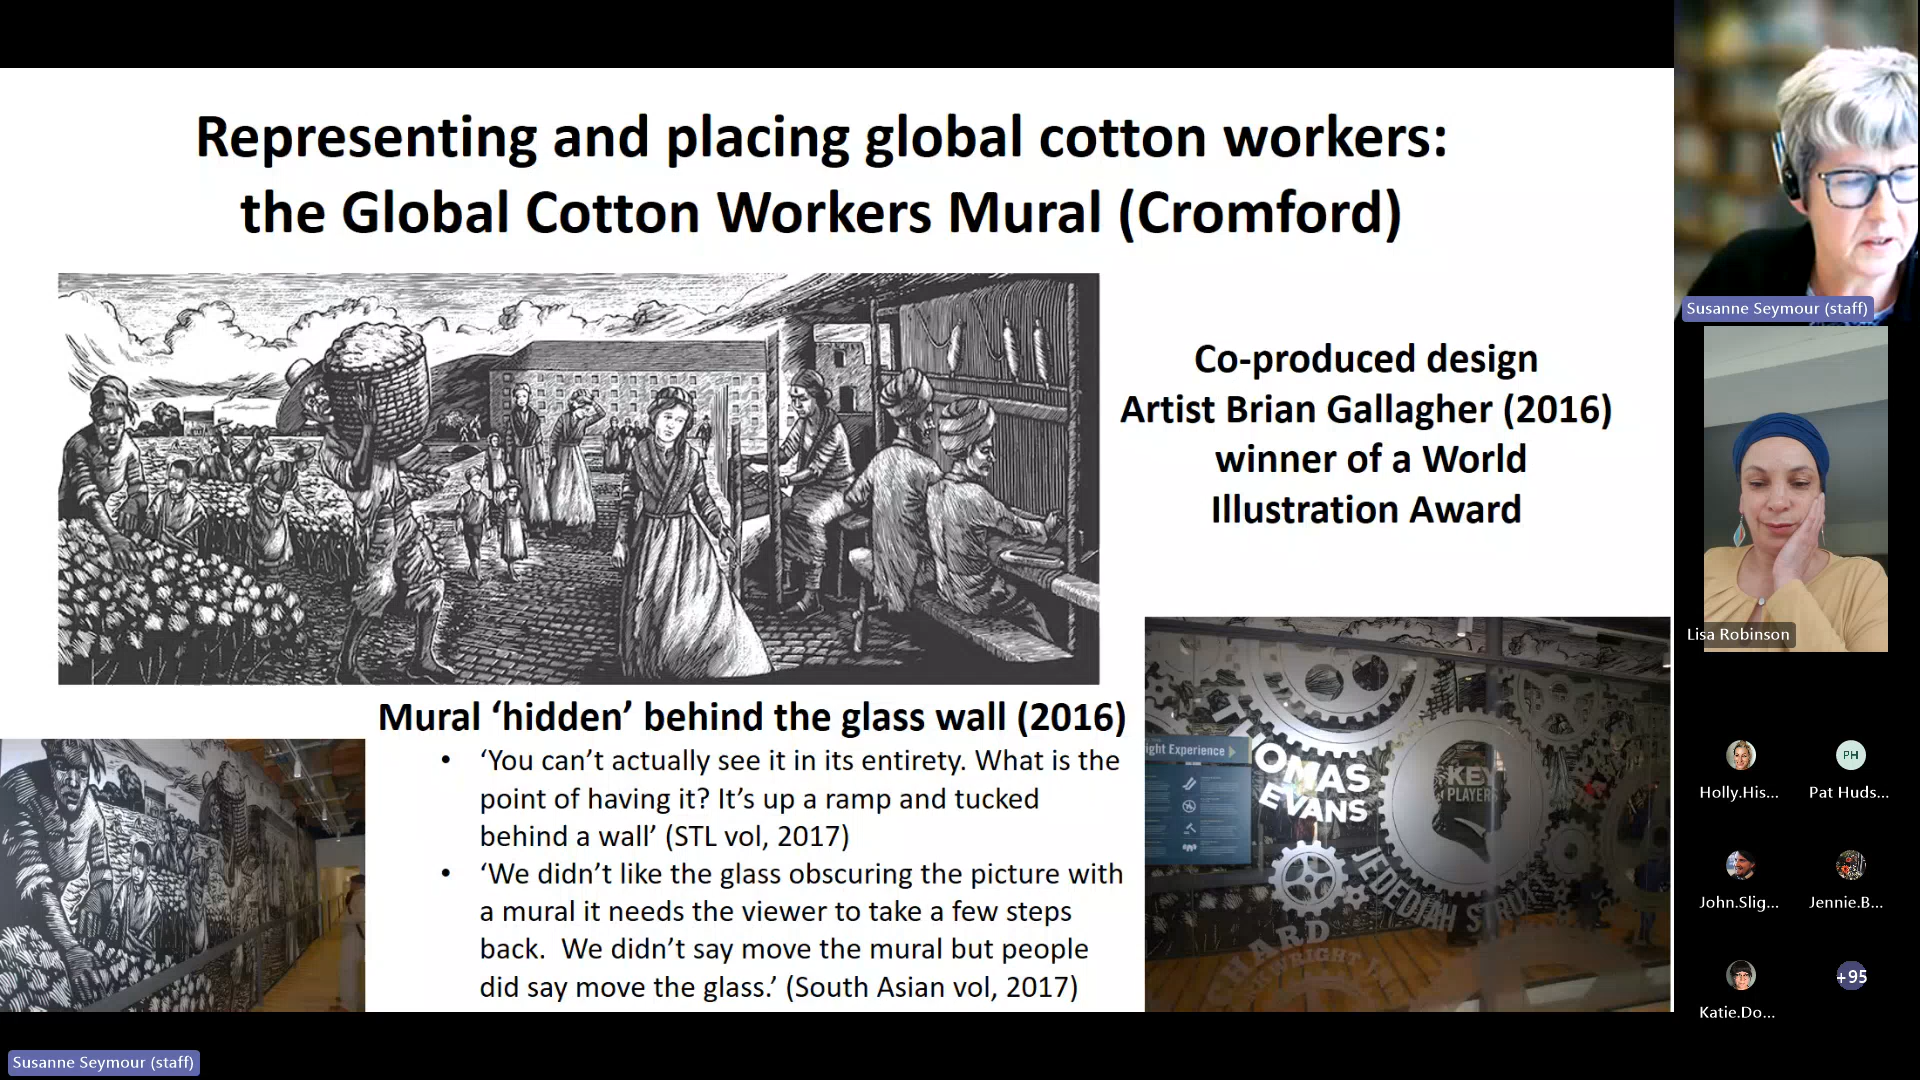 Representing and placing global cotton workers:
the Global Cotton Workers Mural (Cromford)
Co-produced design
Artist Brian Gallagher (2016)
winner of a World
Illustration Award
Mural ‘hidden’ behind the glass wall (2016)
• ‘You can’t actually see it in its entirety. What is the
point of having it? It’s up a ramp and tucked
behind a wall’ (STL vol, 2017)
• ‘We didn’t like the glass obscuring the picture with
a mural it needs the viewer to take a few steps
back. We didn’t say move the mural but people
did say move the glass.’ (South Asian vol, 2017)
ight Experience
OMAS
EVANS
KEY
PLAYERS
JEDEDIAH STRU
Susanne Seymour (staff)
Lisa Robinson
PH
Holly.His...
Pat Huds...
John.Slig...
Jennie.B...
+95
Katie.Do...
Susanne Seymour (staff)